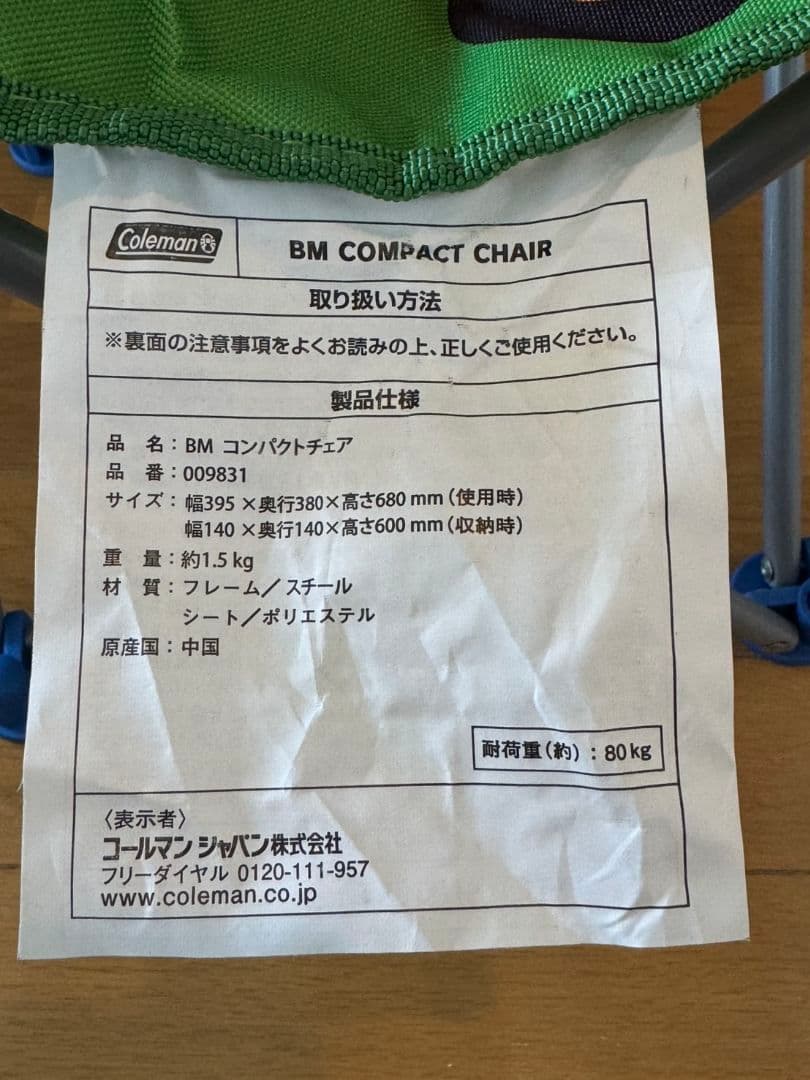 Coleman
BM COMPACT CHAIR
取り扱い方法
※裏面の注意事項をよくお読みの上、正しくご使用ください。
製品仕様
品 名：BM コンパクトチェア
品 番：009831
サイズ：幅395×奥行380×高さ680 mm（使用時）
幅140×奥行140×高さ600 mm（収納時）
重 量：約1.5 kg
材 質：フレーム／スチール
シート／ポリエステル
原産国：中国
耐荷重（約）：80kg
〈表示者〉
コールマン ジャパン株式会社
フリーダイヤル 0120-111-957
www.coleman.co.jp